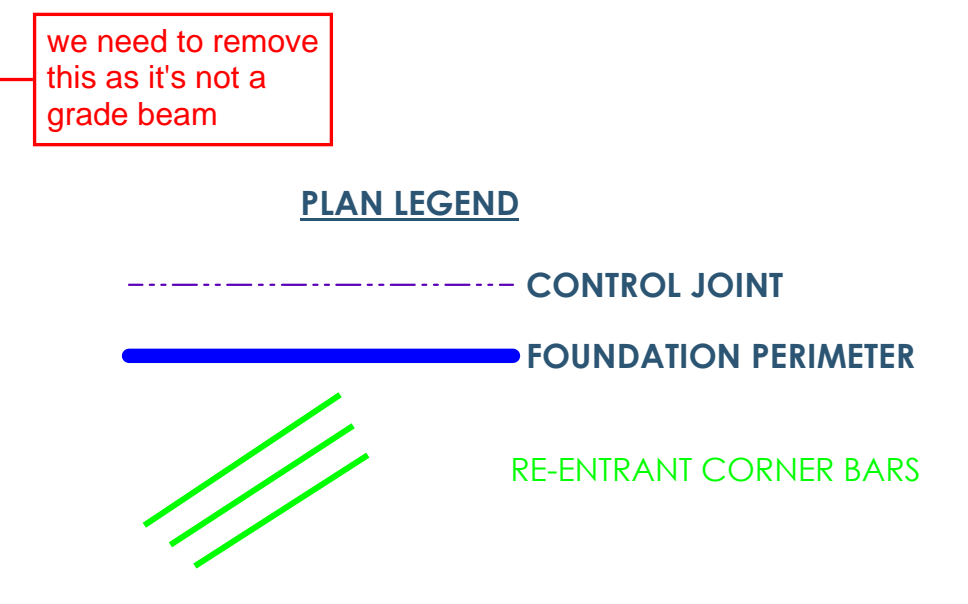 we need to remove
this as it's not a
grade beam
PLAN LEGEND
CONTROL JOINT
FOUNDATION PERIMETER
RE-ENTRANT CORNER BARS